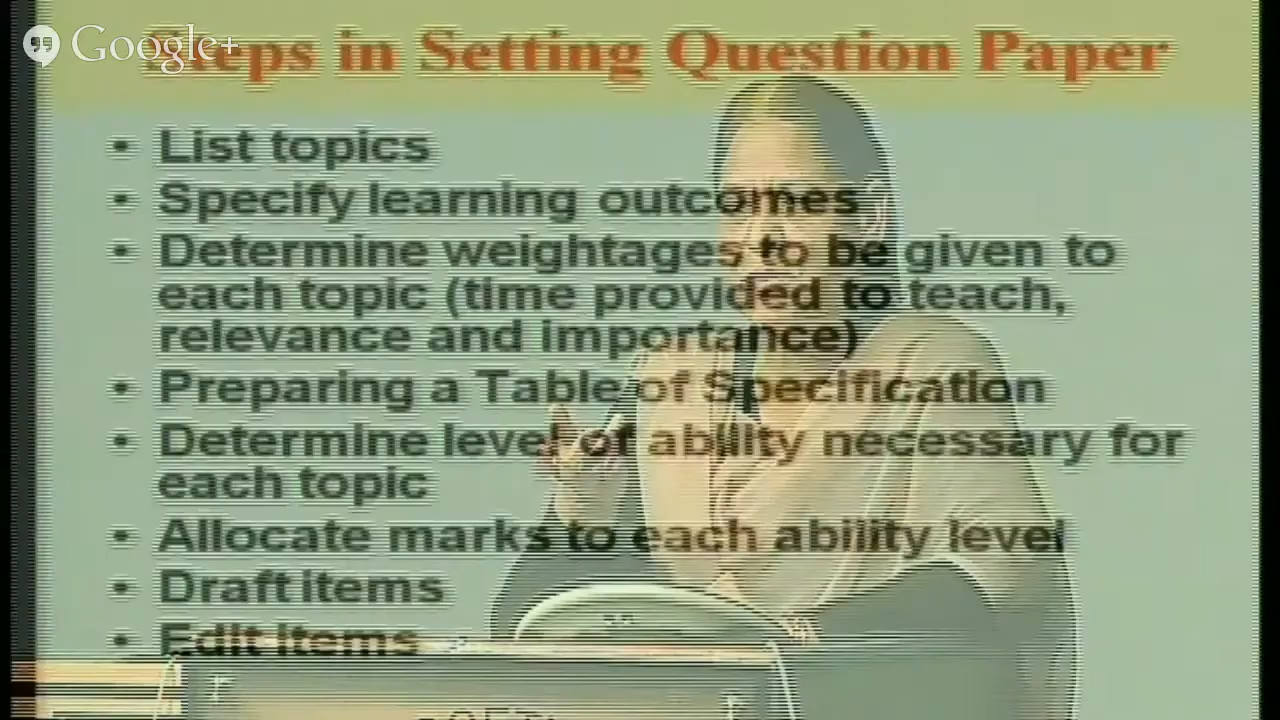 Google+
Steps in Setting Question Paper
• List topics
• Specify learning outcomes
• Determine weightages to be given to
each topic (time provided to teach,
relevance and importance)
• Preparing a Table of Specification
• Determine level of ability necessary for
each topic
• Allocate marks to each ability level
• Draft items
• Edit items